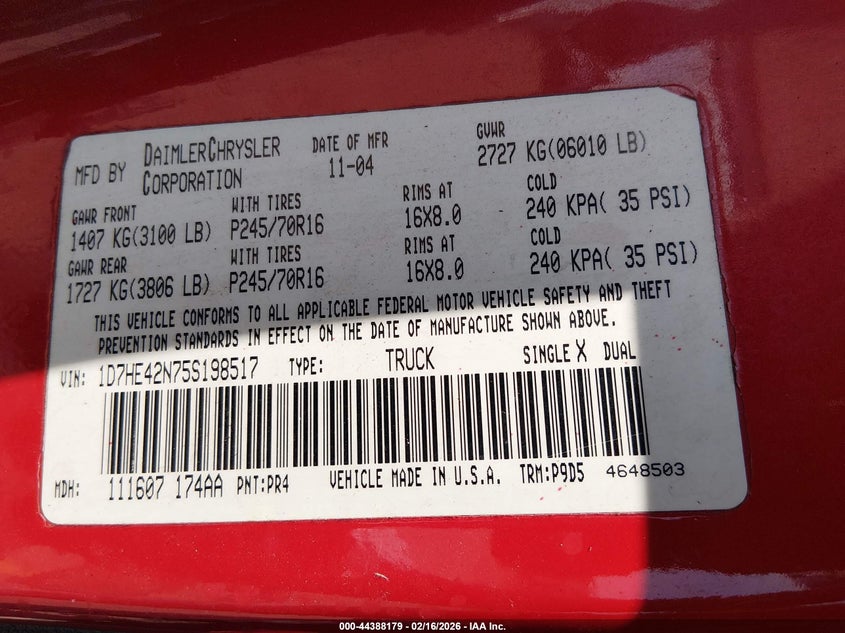 MFD BY DAIMLERCHRYSLER CORPORATION DATE OF MFR 11-04 GVWR 2727 KG(06010 LB)
GAWR FRONT WITH TIRES RIMS AT COLD
1407 KG(3100 LB) P245/70R16 16X8.0 240 KPA( 35 PSI)
GAWR REAR WITH TIRES RIMS AT COLD
1727 KG(3806 LB) P245/70R16 16X8.0 240 KPA( 35 PSI)
THIS VEHICLE CONFORMS TO ALL APPLICABLE FEDERAL MOTOR VEHICLE SAFETY AND THEFT
PREVENTION STANDARDS IN EFFECT ON THE DATE OF MANUFACTURE SHOWN ABOVE.
VIN: 1D7HE42N75S198517 TYPE: TRUCK SINGLE X DUAL
MDH: 111607 174AA PNT:PR4 VEHICLE MADE IN U.S.A. TRM:P9D5 4648503
000-44388179 - 02/16/2026 - IAA Inc.